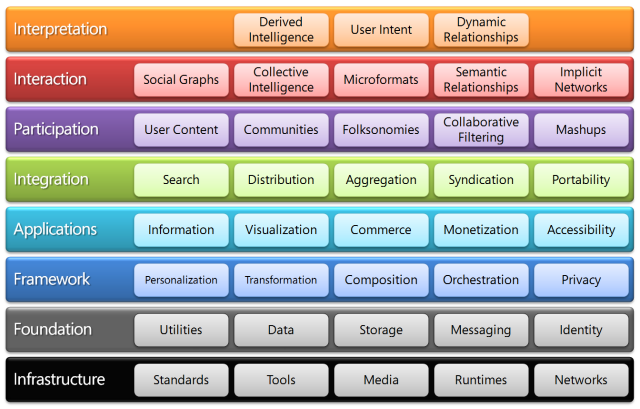 Interpretation
Derived
Intelligence
User Intent
Dynamic
Relationships
Interaction
Social Graphs
Collective
Intelligence
Microformats
Semantic
Relationships
Implicit
Networks
Participation
User Content
Communities
Folksonomies
Collaborative
Filtering
Mashups
Integration
Search
Distribution
Aggregation
Syndication
Portability
Applications
Information
Visualization
Commerce
Monetization
Accessibility
Framework
Personalization
Transformation
Composition
Orchestration
Privacy
Foundation
Utilities
Data
Storage
Messaging
Identity
Infrastructure
Standards
Tools
Media
Runtimes
Networks